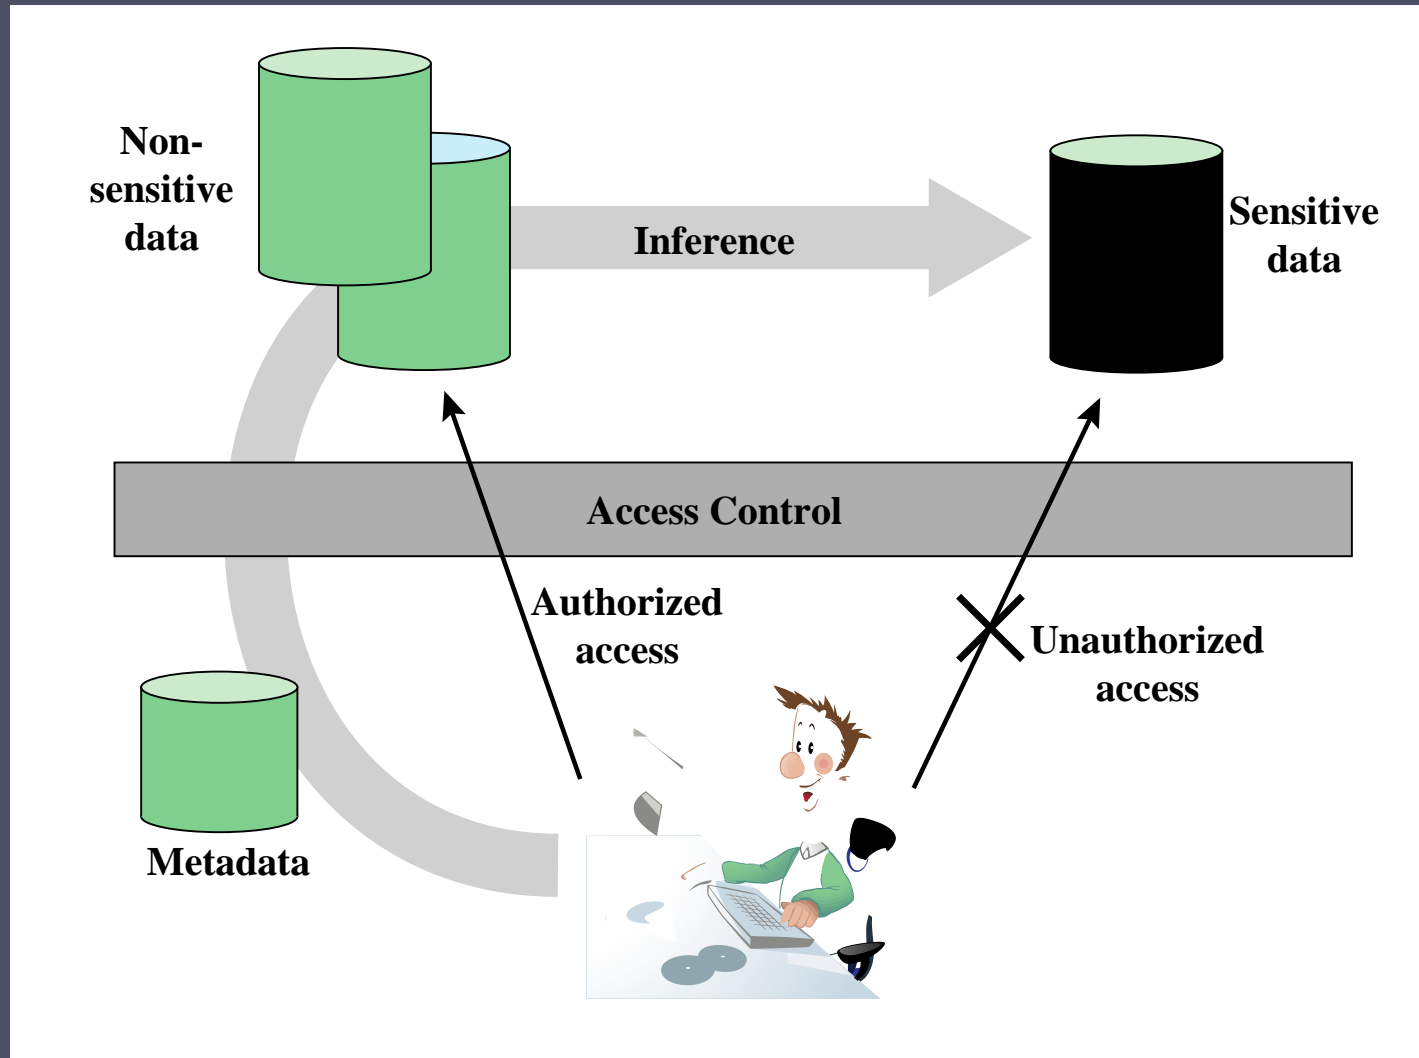 Non-
sensitive
data
Inference
Sensitive
data
Access Control
Authorized
access
Unauthorized
access
Metadata